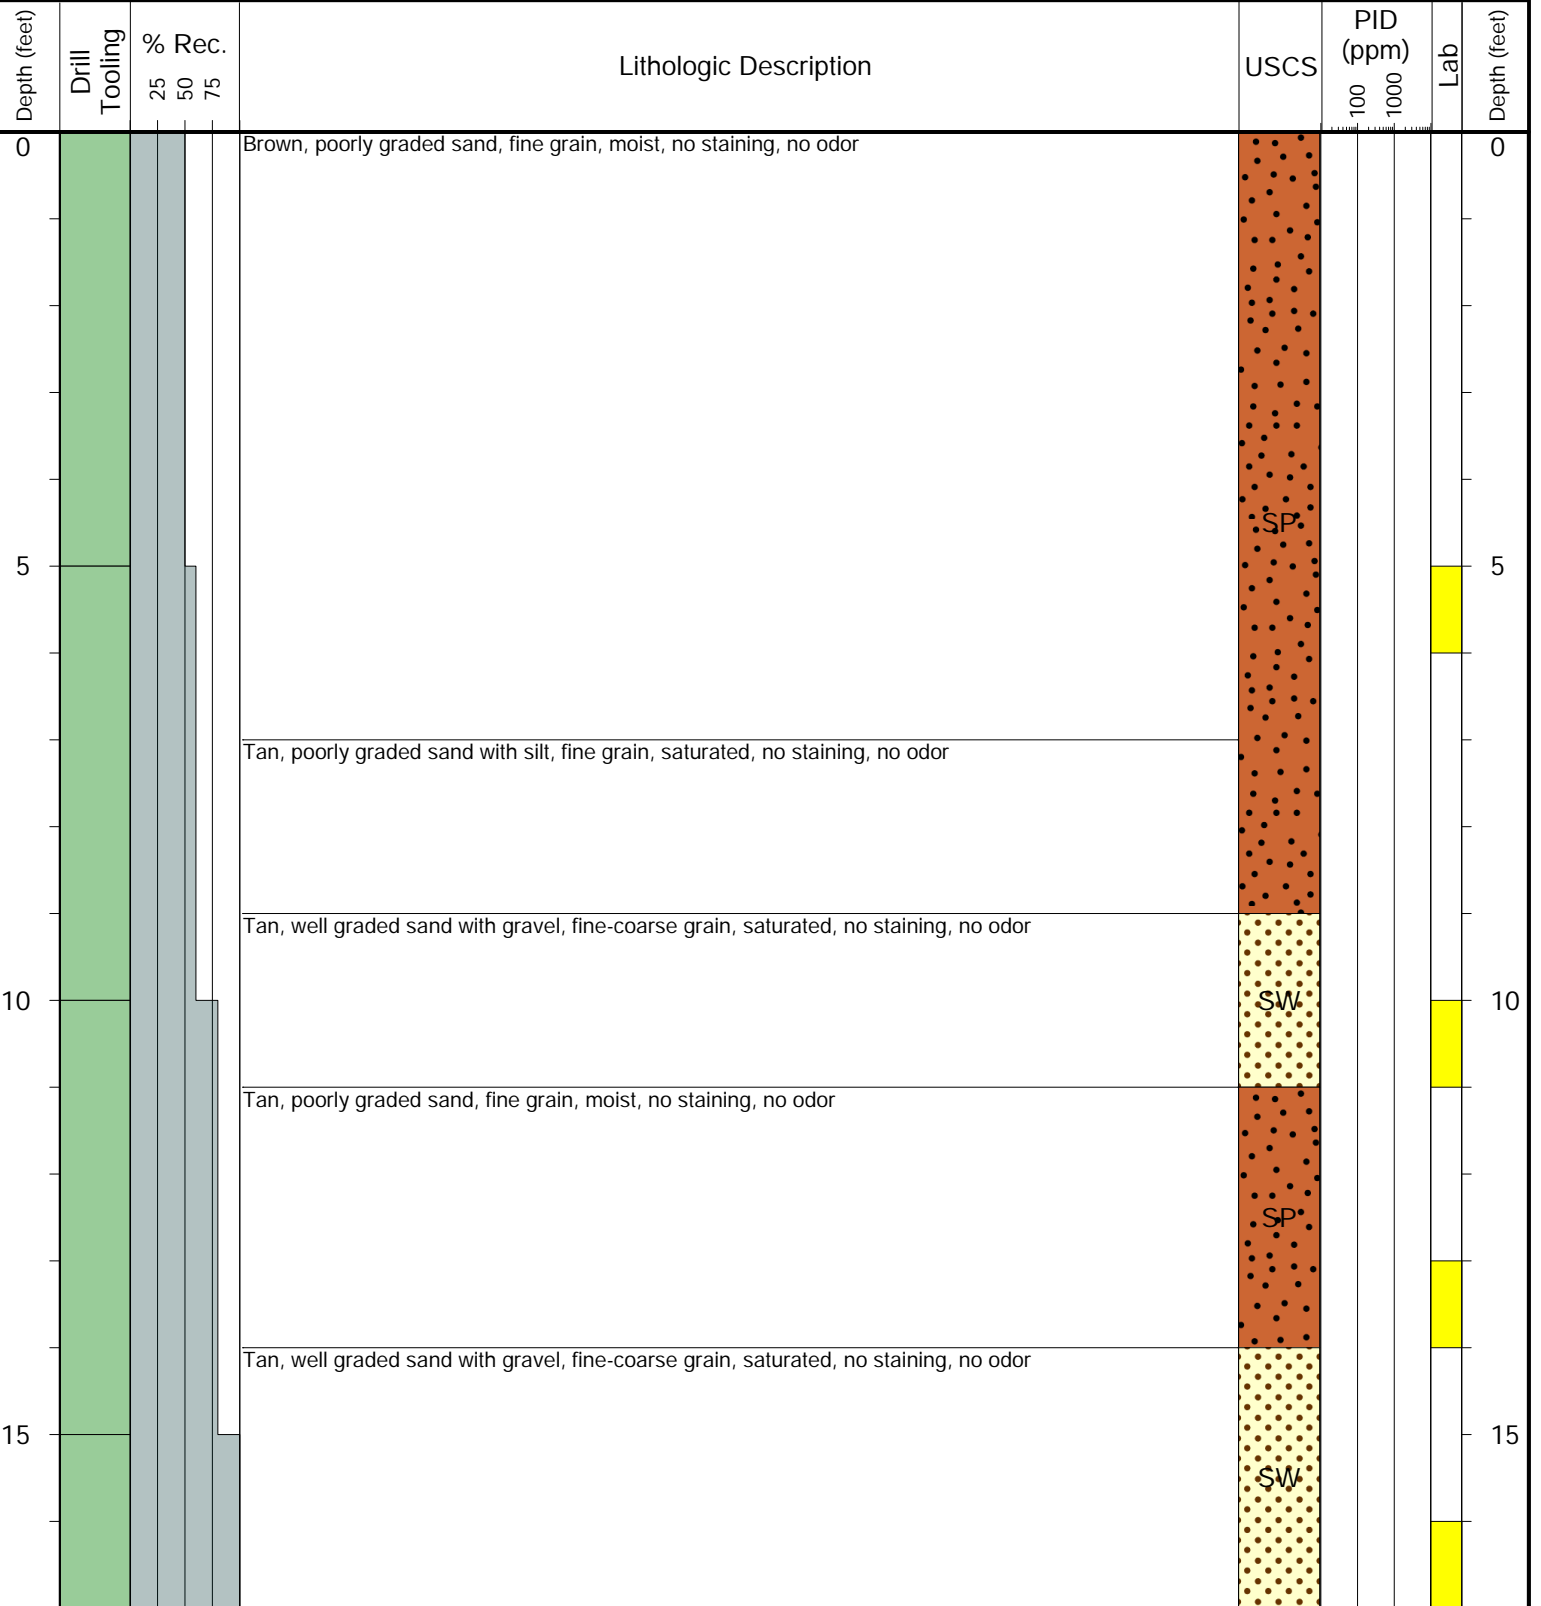 Depth (feet)
Drill Tooling
% Rec.
25 50 75
Lithologic Description
USCS
PID
(ppm)
100 1000
Lab
Depth (feet)
0
Brown, poorly graded sand, fine grain, moist, no staining, no odor
0
SP
5
5
Tan, poorly graded sand with silt, fine grain, saturated, no staining, no odor
Tan, well graded sand with gravel, fine-coarse grain, saturated, no staining, no odor
10
SW
10
Tan, poorly graded sand, fine grain, moist, no staining, no odor
SP
Tan, well graded sand with gravel, fine-coarse grain, saturated, no staining, no odor
15
15
SW